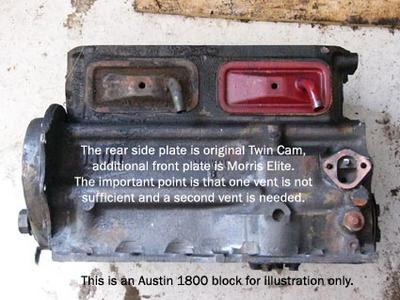 The rear side plate is original Twin Cam,
additional front plate is Morris Elite.
The important point is that one vent is not
sufficient and a second vent is needed.
This is an Austin 1800 block for illustration only.